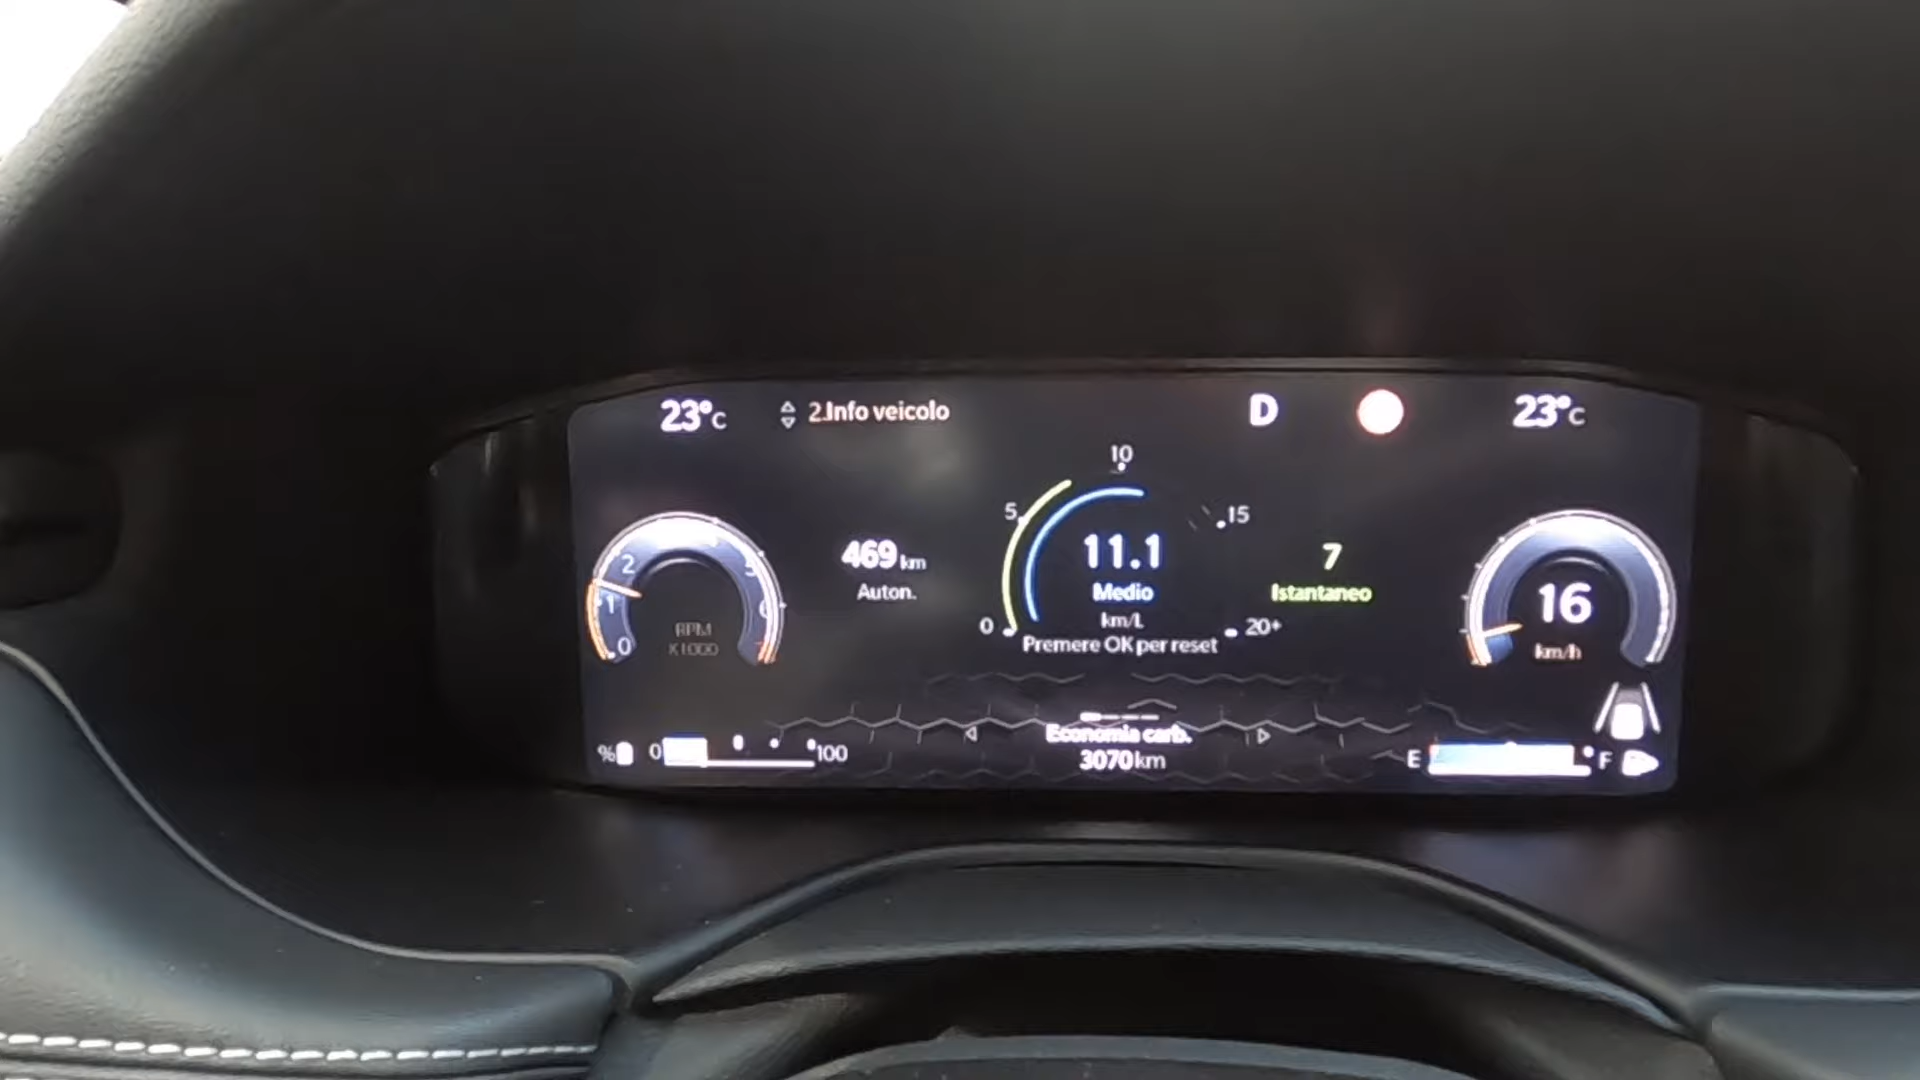 23°C
2.Info veicolo
D
23°C
10
5
15
0
20+
469 km
Auton.
11.1
Medio
km/L
Premere OK per reset
7
Istantaneo
2
1
0
RPM
X1000
16
km/h
% 0 100
Economia carb.
3070 km
E F